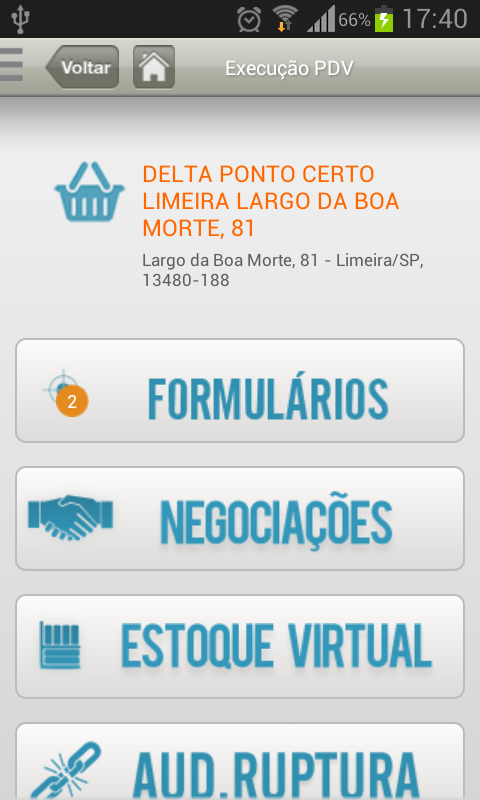 66% 17:40
Voltar Execução PDV
DELTA PONTO CERTO
LIMEIRA LARGO DA BOA
MORTE, 81
Largo da Boa Morte, 81 - Limeira/SP,
13480-188
2 FORMULÁRIOS
NEGOCIAÇÕES
ESTOQUE VIRTUAL
AUD.RUPTURA